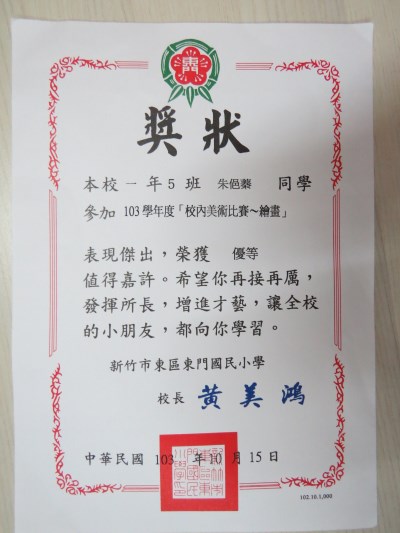 獎狀
本校一年5班 朱俋蓁 同學
參加 103學年度「校內美術比賽～繪畫」
表現傑出，榮獲 優等
值得嘉許。希望你再接再厲，
發揮所長，增進才藝，讓全校
的小朋友，都向你學習。
新竹市東區東門國民小學
校長 黃美鴻
中華民國 103 年 10 月 15 日
102.10.1,000